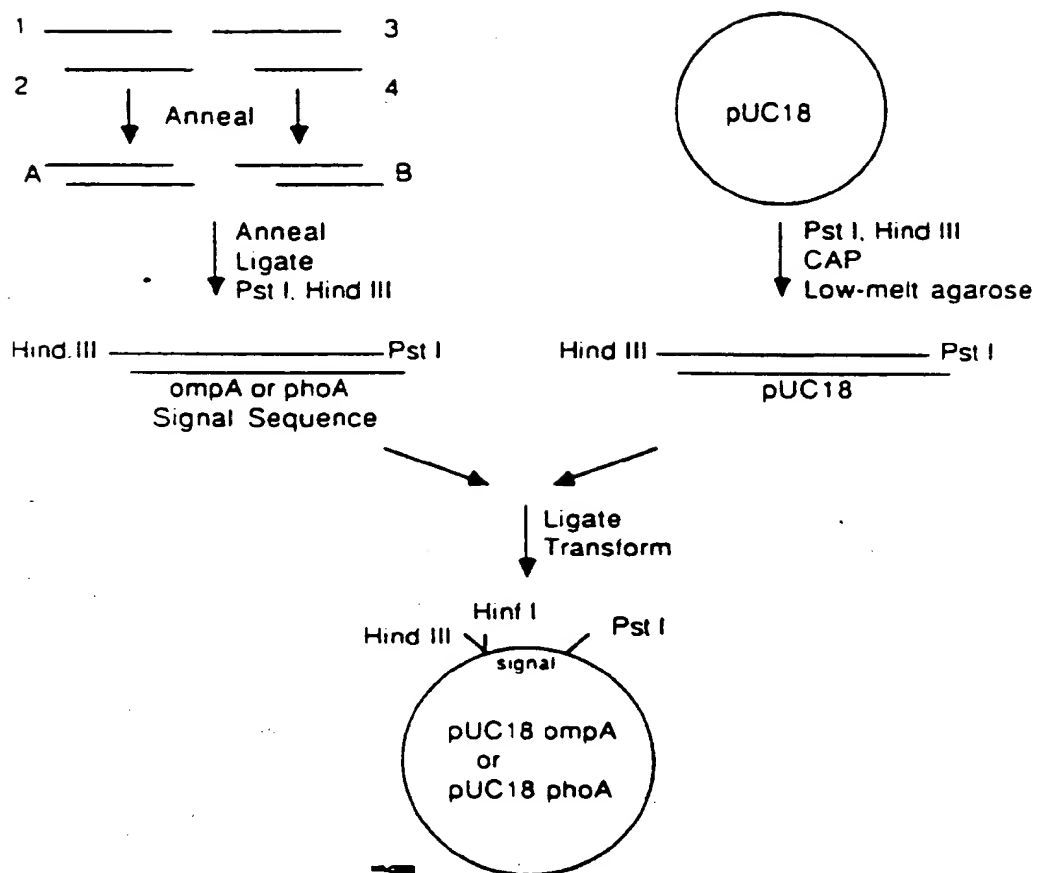 1
3
2
4
Anneal
A
B
Anneal
Ligate
Pst I, Hind III
pUC18
Pst I, Hind III
CAP
Low-melt agarose
Hind III
Pst I
ompA or phoA
Signal Sequence
Hind III
Pst I
pUC18
Ligate
Transform
Hinf I
Hind III
Pst I
signal
pUC18 ompA
or
pUC18 phoA